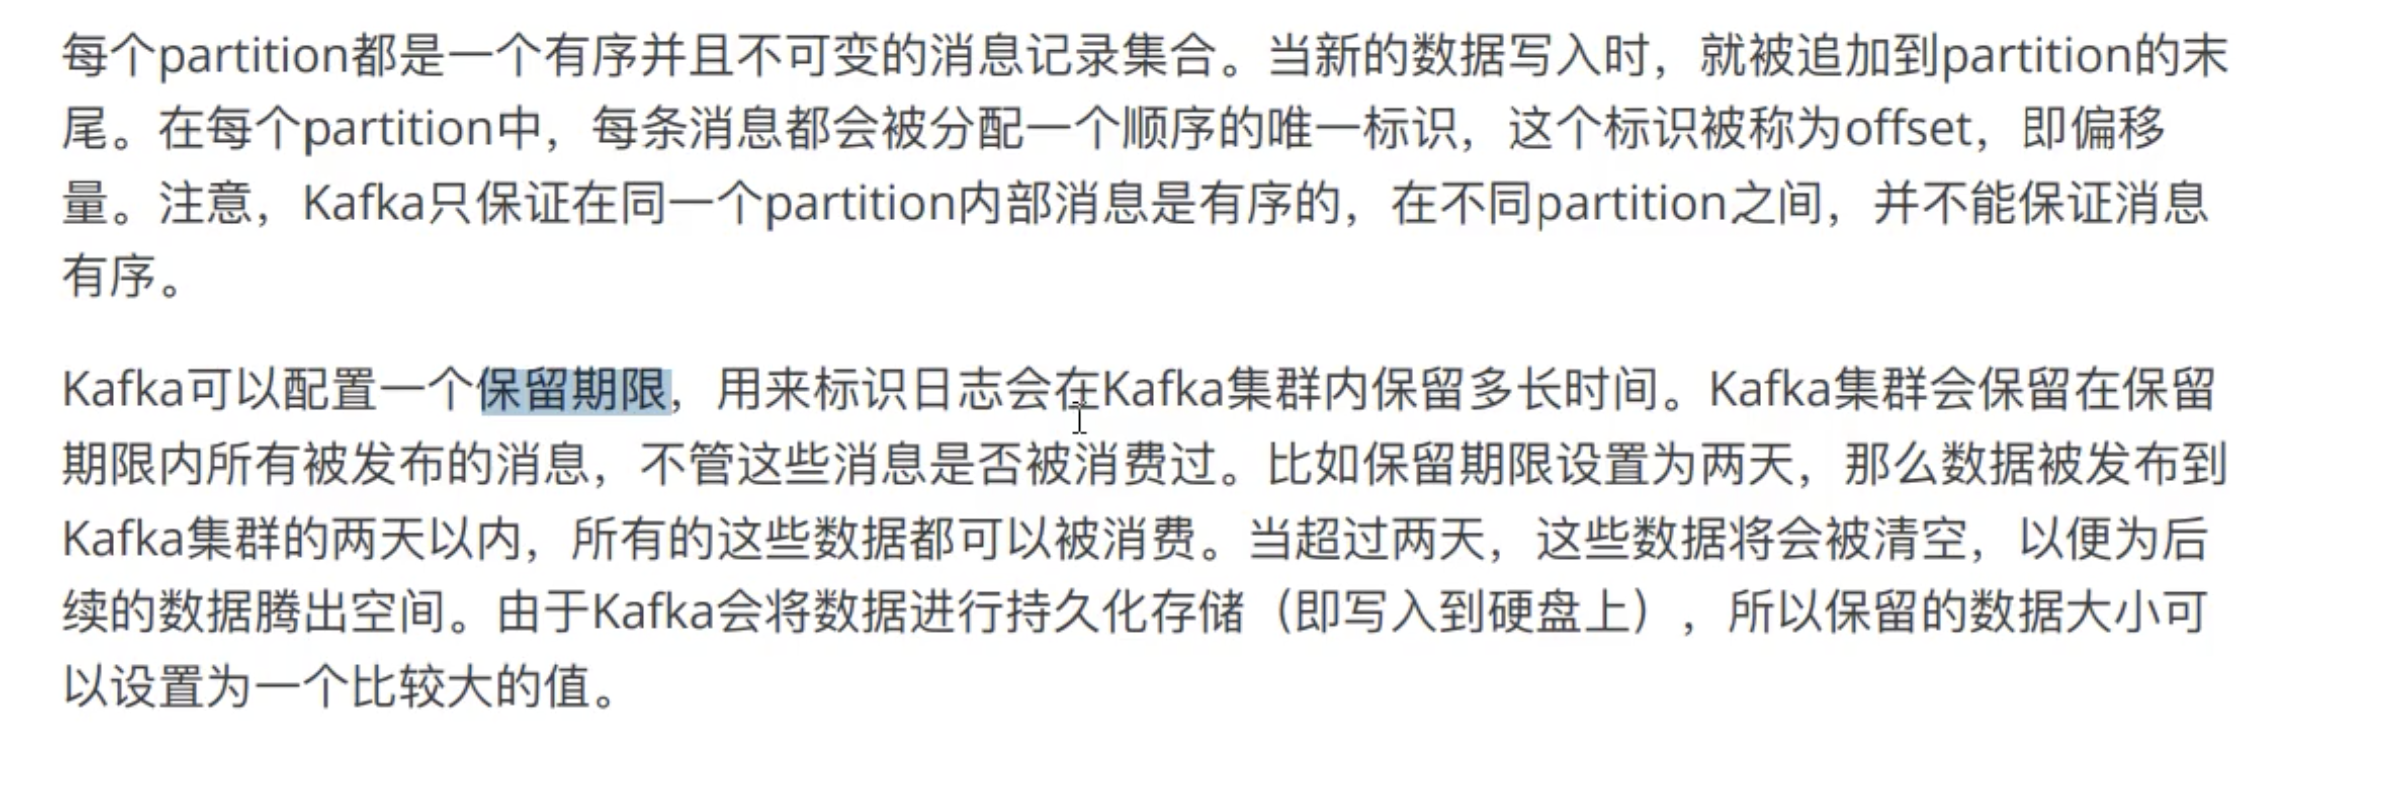 每个partition都是一个有序并且不可变的消息记录集合。当新的数据写入时，就被追加到partition的末
尾。在每个partition中，每条消息都会被分配一个顺序的唯一标识，这个标识被称为offset，即偏移
量。注意，Kafka只保证在同一个partition内部消息是有序的，在不同partition之间，并不能保证消息
有序。
Kafka可以配置一个保留期限，用来标识日志会在Kafka集群内保留多长时间。Kafka集群会保留在保留
期限内所有被发布的消息，不管这些消息是否被消费过。比如保留期限设置为两天，那么数据被发布到
Kafka集群的两天以内，所有的这些数据都可以被消费。当超过两天，这些数据将会被清空，以便为后
续的数据腾出空间。由于Kafka会将数据进行持久化存储（即写入到硬盘上），所以保留的数据大小可
以设置为一个比较大的值。